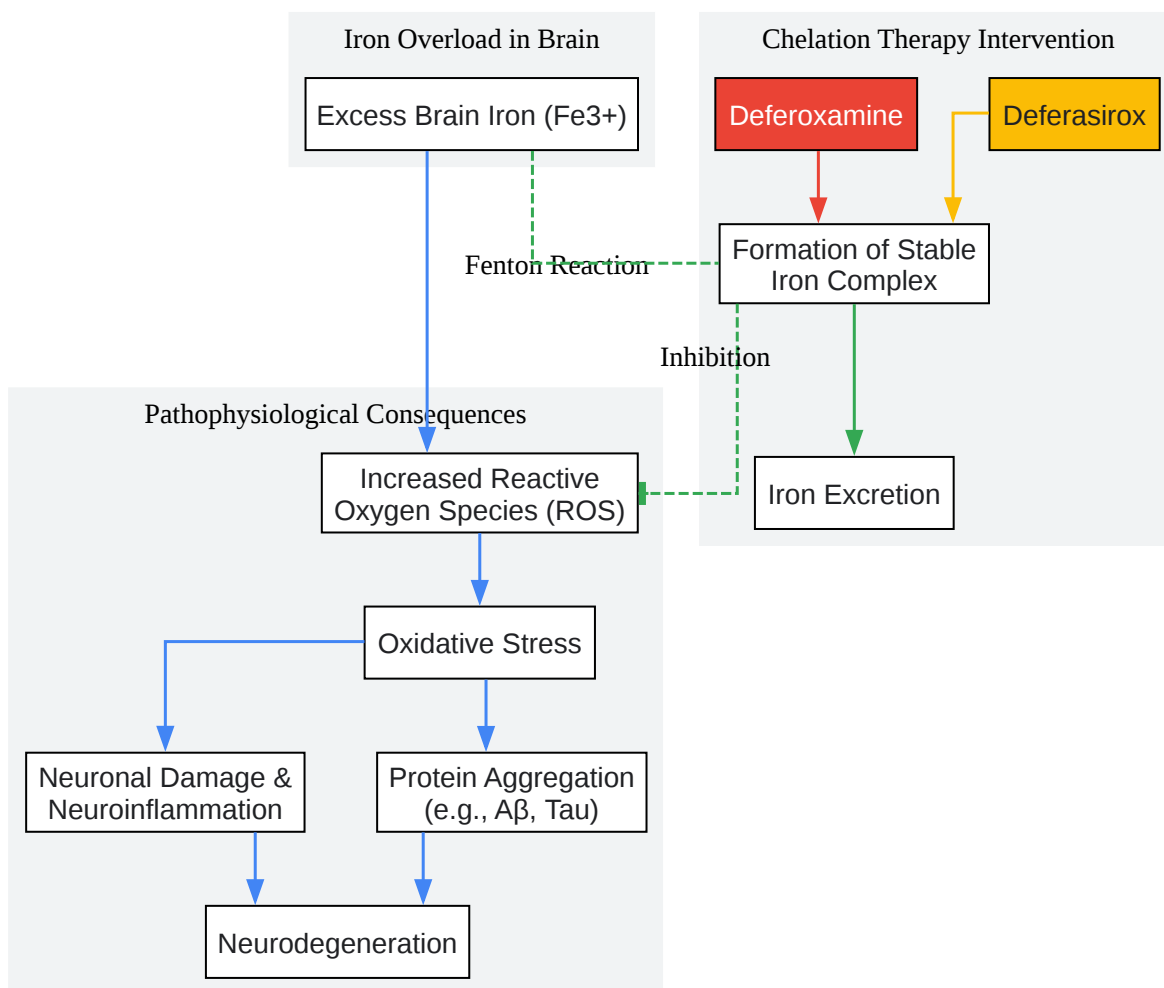 Iron Overload in Brain
Chelation Therapy Intervention
Excess Brain Iron (Fe3+)
Deferoxamine
Deferasirox
Formation of Stable
Iron Complex
Fenton Reaction
Inhibition
Pathophysiological Consequences
Increased Reactive
Oxygen Species (ROS)
Iron Excretion
Oxidative Stress
Neuronal Damage &
Neuroinflammation
Protein Aggregation
(e.g., Aβ, Tau)
Neurodegeneration